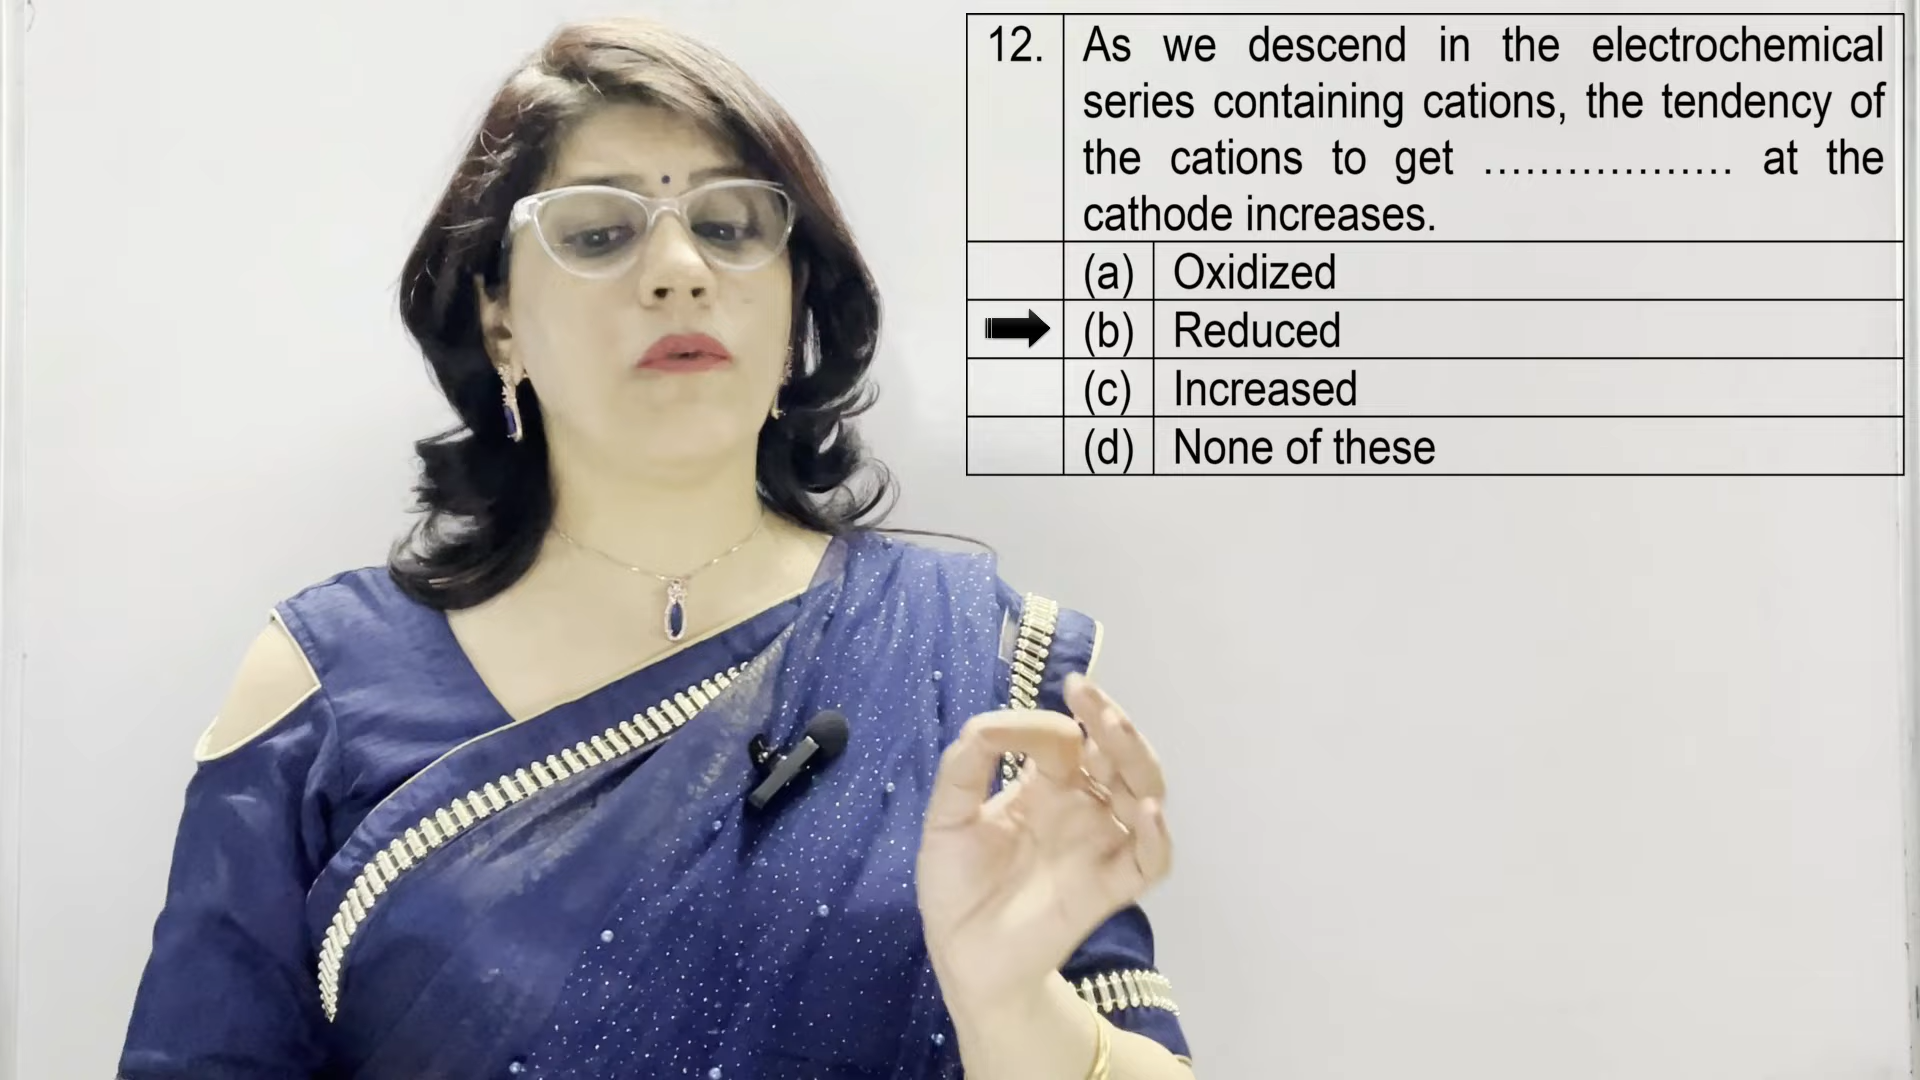 12. As we descend in the electrochemical
series containing cations, the tendency of
the cations to get .................. at the
cathode increases.
(a) Oxidized
(b) Reduced
(c) Increased
(d) None of these